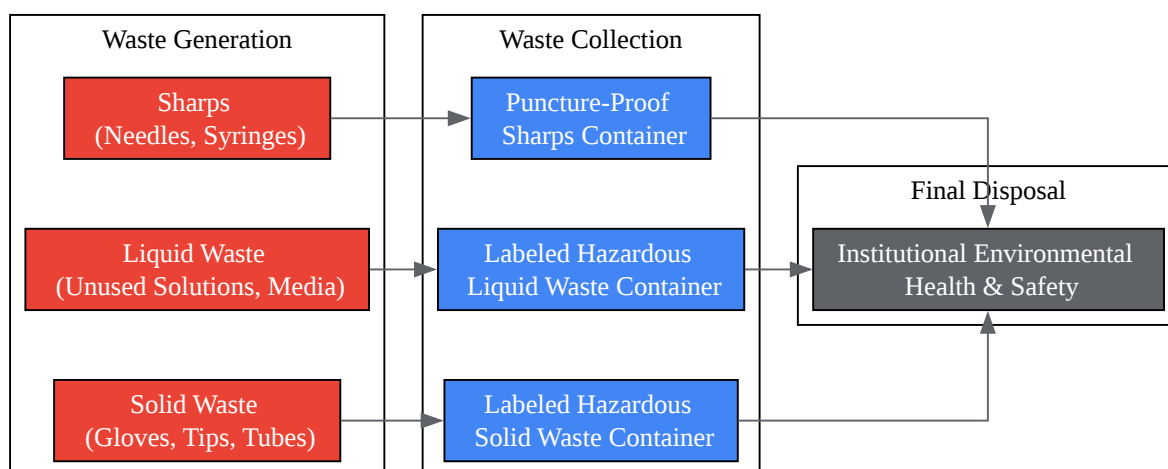 Waste Generation
Sharps
(Needles, Syringes)
Liquid Waste
(Unused Solutions, Media)
Solid Waste
(Gloves, Tips, Tubes)
Waste Collection
Puncture-Proof
Sharps Container
Labeled Hazardous
Liquid Waste Container
Labeled Hazardous
Solid Waste Container
Final Disposal
Institutional Environmental
Health & Safety